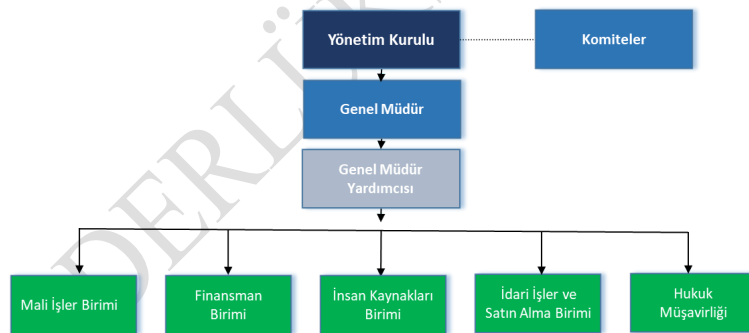 Yönetim Kurulu
Komiteler
Genel Müdür
Genel Müdür
Yardımcısı
Mali İşler Birimi
Finansman
Birimi
İnsan Kaynakları
Birimi
İdari İşler ve
Satın Alma Birimi
Hukuk
Müşavirliği